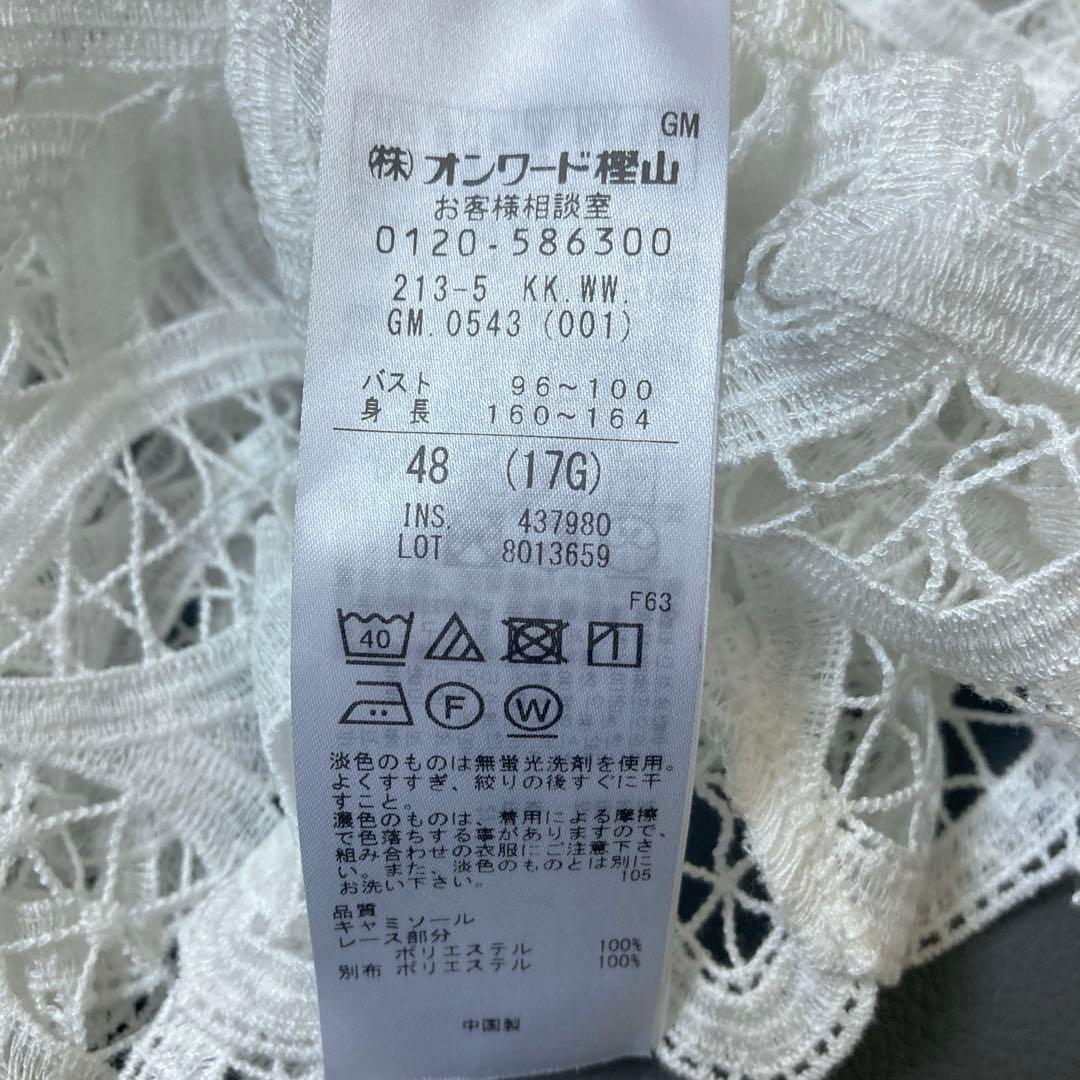 GM
㈱オンワード樫山
お客様相談室
0120-586300
213-5 KK.WW.
GM.0543 (001)
バスト 96~100
身長 160~164
48 (17G)
INS. 437980
LOT 8013659
F63
40
F W
淡色のものは無蛍光洗剤を使用。
よくすすぎ、絞りの後すぐに干
すこと。
濃色のものは、着用による摩擦
で色落ちする事がありますので、
組み合わせの衣服にご注意下さ
い。また、淡色のものとは別に
お洗い下さい。 105
品質
キャミソール
レース部分
ポリエステル 100%
別布 ポリエステル 100%
中国製